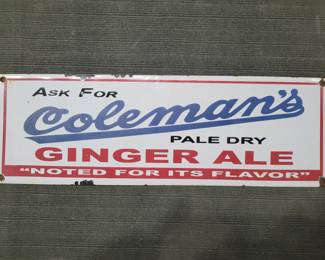 ASK FOR
Coleman's
PALE DRY
GINGER ALE
"NOTED FOR ITS FLAVOR"